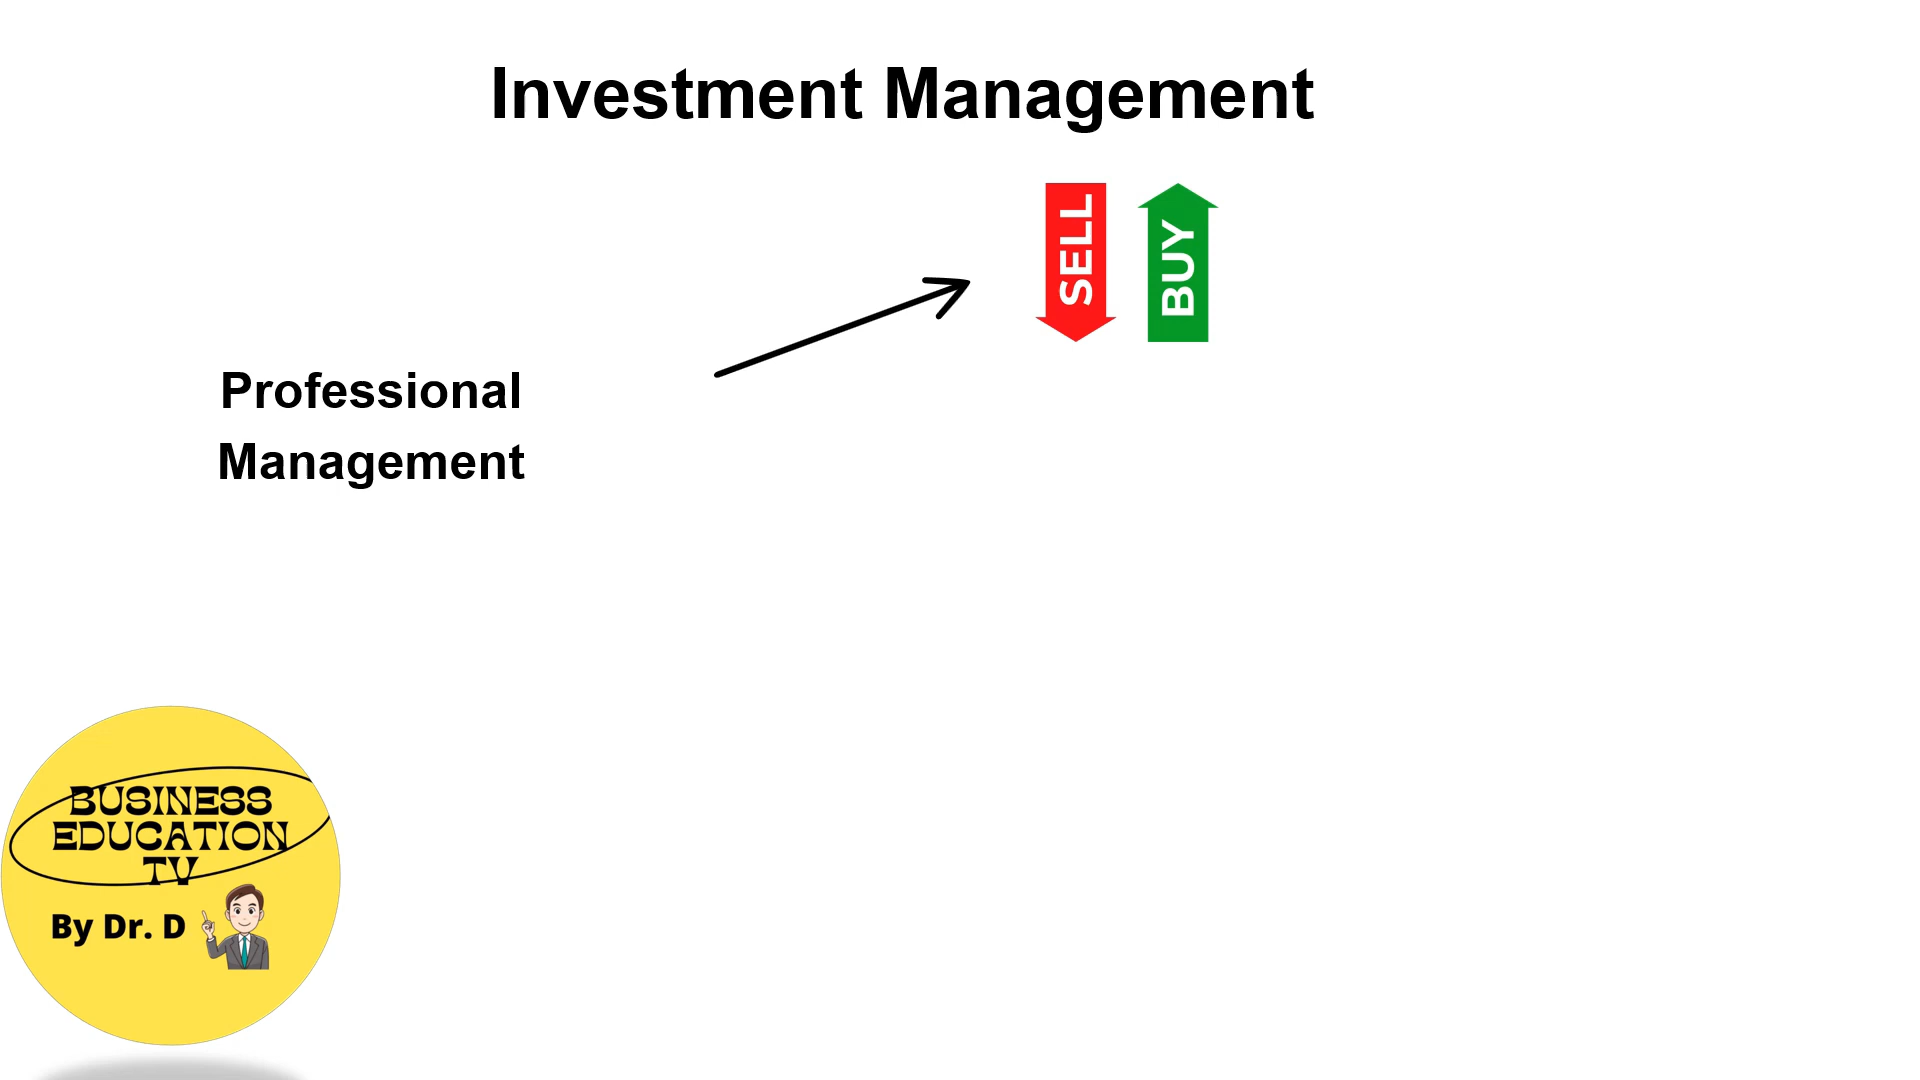 Investment Management
SELL
BUY
Professional
Management
BUSINESS
EDUCATION
TV
By Dr. D